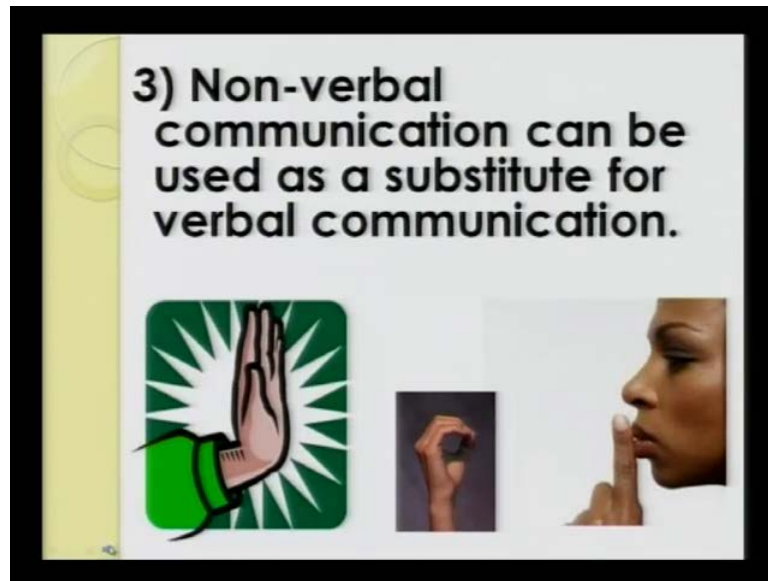 3) Non-verbal
communication can be
used as a substitute for
verbal communication.